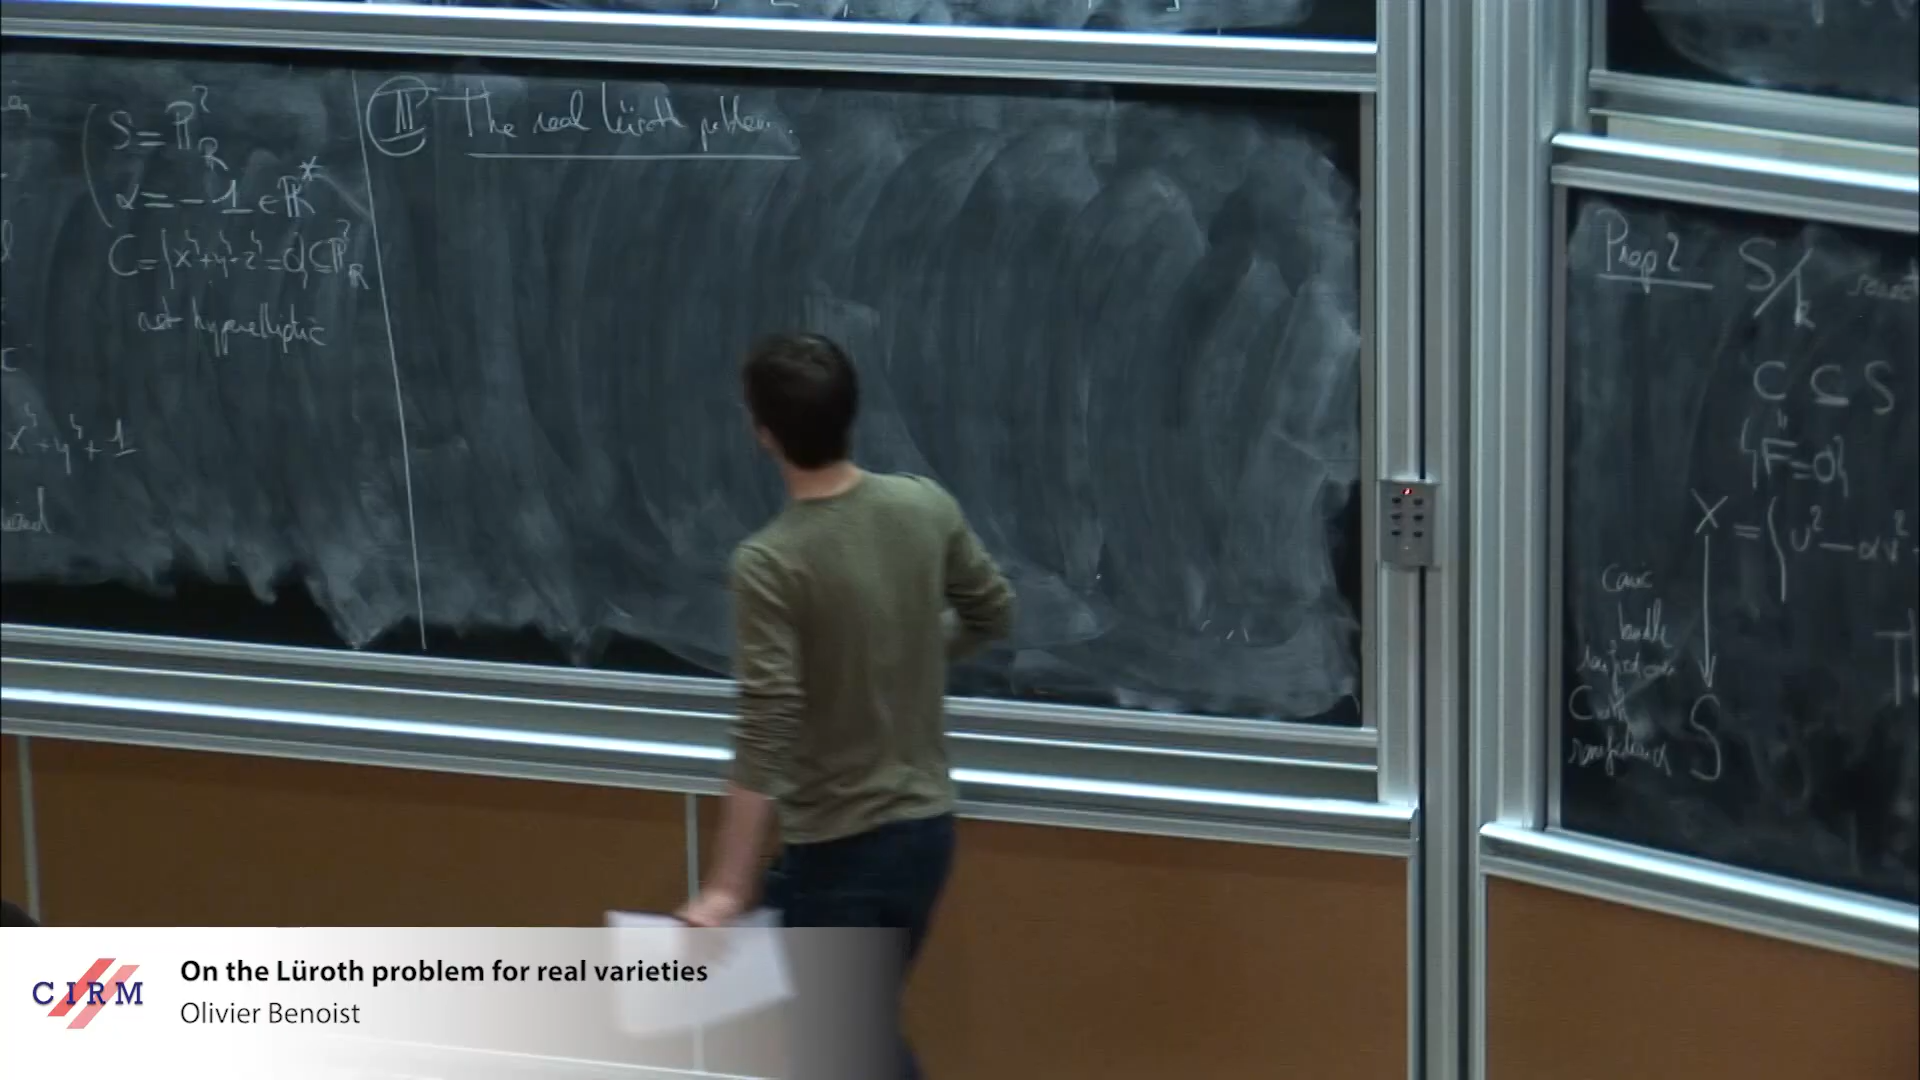 S = ℙ²_ℝ
α = -1 ∈ ℝ*
C = {x⁴+y⁴+z⁴=0} ⊆ ℙ²_ℝ
not hyperelliptic
x⁴+y⁴+1
III The real Lüroth problem.
Prop 2 S/k
C ⊆ S
{F=0}
X = {u²-αv²
conic
bundle
S
CIRM
On the Lüroth problem for real varieties
Olivier Benoist